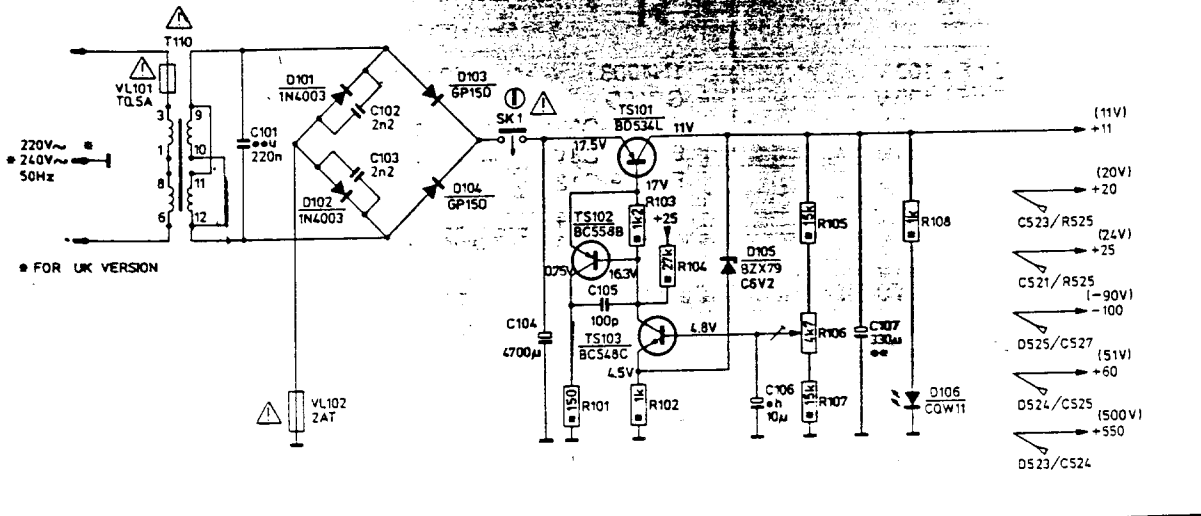 T110
VL101
T0,5A
3
9
1
10
8
11
6
12
220V~ *
* 240V~
50Hz
* FOR UK VERSION
C101
220n
D101
1N4003
C102
2n2
C103
2n2
D102
1N4003
D103
GP15D
D104
GP15D
SK1
VL102
2AT
TS101
BD534L
17.5V
11V
17V
R103
1k2
+25
TS102
BC558B
0.75V
16.3V
27k
R104
C105
100p
D105
BZX79
C6V2
C104
4700µ
TS103
BC548C
4.8V
4.5V
150
R101
1k
R102
C106
10µ
15k
R105
4k7
R106
15k
R107
C107
330µ
1k
R108
D106
CQW11
(11V)
+11
(20V)
+20
C523/R525
(24V)
+25
C521/R525
(-90V)
-100
D525/C527
(51V)
+60
D524/C525
(500V)
+550
D523/C524